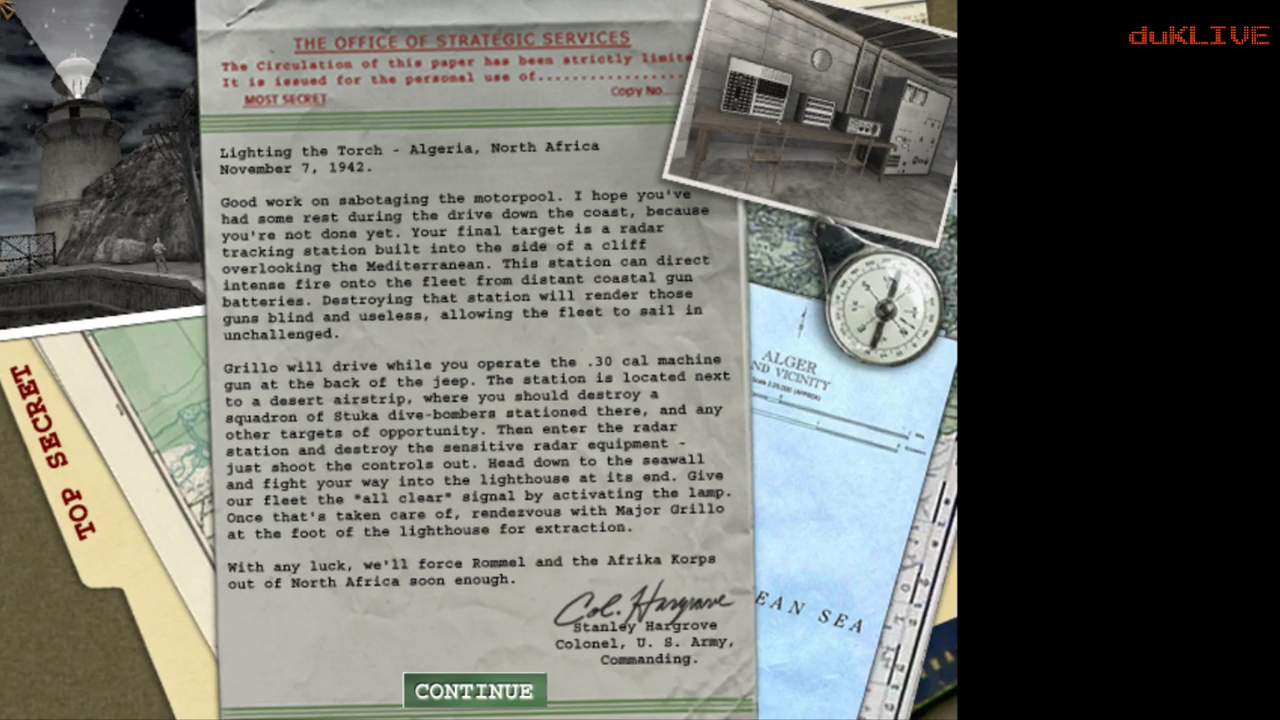 duKLIVE
THE OFFICE OF STRATEGIC SERVICES
The Circulation of this paper has been strictly limite
It is issued for the personal use of..................
MOST SECRET
Copy No
Lighting the Torch - Algeria, North Africa
November 7, 1942.
Good work on sabotaging the motorpool. I hope you've
had some rest during the drive down the coast, because
you're not done yet. Your final target is a radar
tracking station built into the side of a cliff
overlooking the Mediterranean. This station can direct
intense fire onto the fleet from distant coastal gun
batteries. Destroying that station will render those
guns blind and useless, allowing the fleet to sail in
unchallenged.
Grillo will drive while you operate the .30 cal machine
gun at the back of the jeep. The station is located next
to a desert airstrip, where you should destroy a
squadron of Stuka dive-bombers stationed there, and any
other targets of opportunity. Then enter the radar
station and destroy the sensitive radar equipment -
just shoot the controls out. Head down to the seawall
and fight your way into the lighthouse at its end. Give
our fleet the "all clear" signal by activating the lamp.
Once that's taken care of, rendezvous with Major Grillo
at the foot of the lighthouse for extraction.
With any luck, we'll force Rommel and the Afrika Korps
out of North Africa soon enough.
Col. Hargrave
Stanley Hargrove
Colonel, U. S. Army,
Commanding.
CONTINUE
TOP SECRET
ALGER
ND VICINITY
EAN SEA